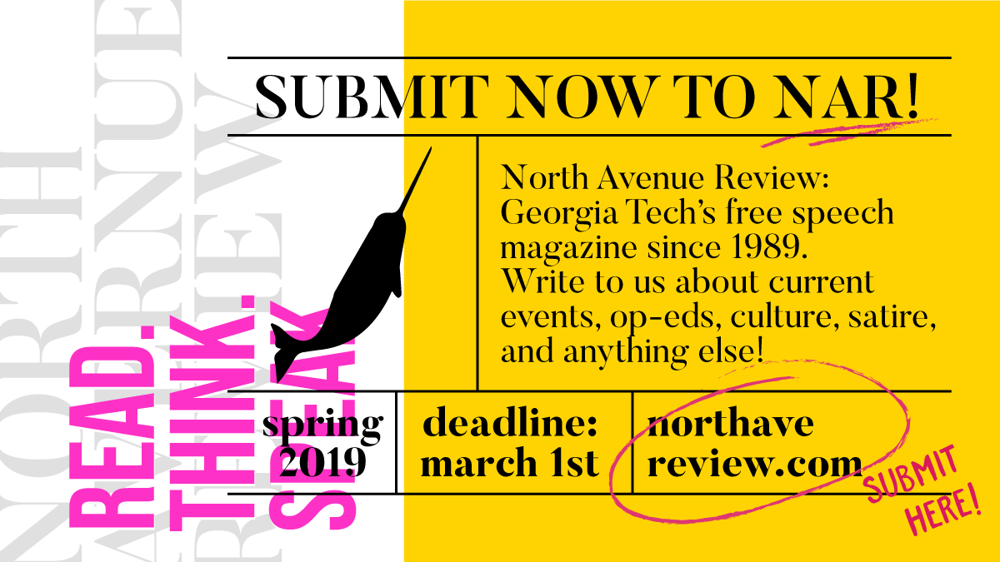 NORTH
AVERNUE
REVIEW
READ.
THINK.
SPEAK
SUBMIT NOW TO NAR!
North Avenue Review:
Georgia Tech's free speech
magazine since 1989.
Write to us about current
events, op-eds, culture, satire,
and anything else!
spring
2019
deadline:
march 1st
northave
review.com
SUBMIT
HERE!